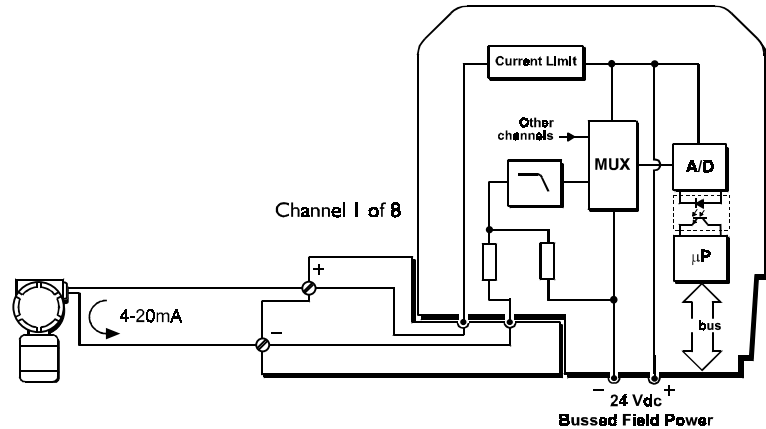 Current Limit
Other
channels
MUX
A/D
Channel 1 of 8
µP
+
4-20mA
−
bus
− +
24 Vdc
Bussed Field Power